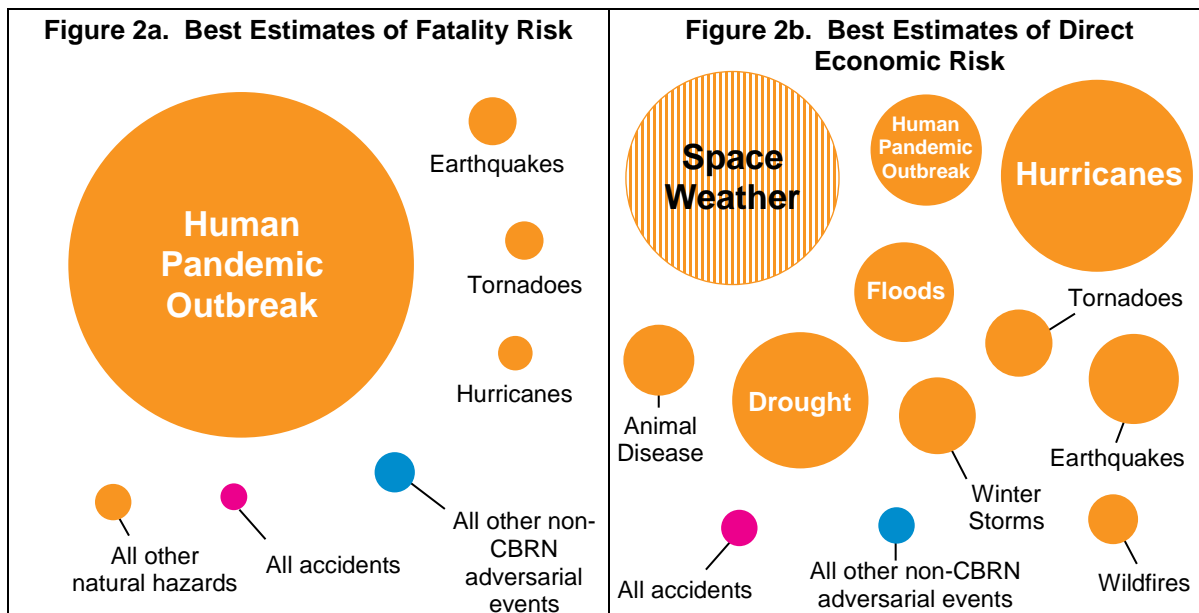 Figure 2a.  Best Estimates of Fatality Risk
Human
Pandemic
Outbreak
Earthquakes
Tornadoes
Hurricanes
All other
natural hazards
All accidents
All other non-
CBRN
adversarial
events
Figure 2b.  Best Estimates of Direct
Economic Risk
Space
Weather
Human
Pandemic
Outbreak
Hurricanes
Floods
Tornadoes
Animal
Disease
Drought
Winter
Storms
Earthquakes
All accidents
All other non-CBRN
adversarial events
Wildfires